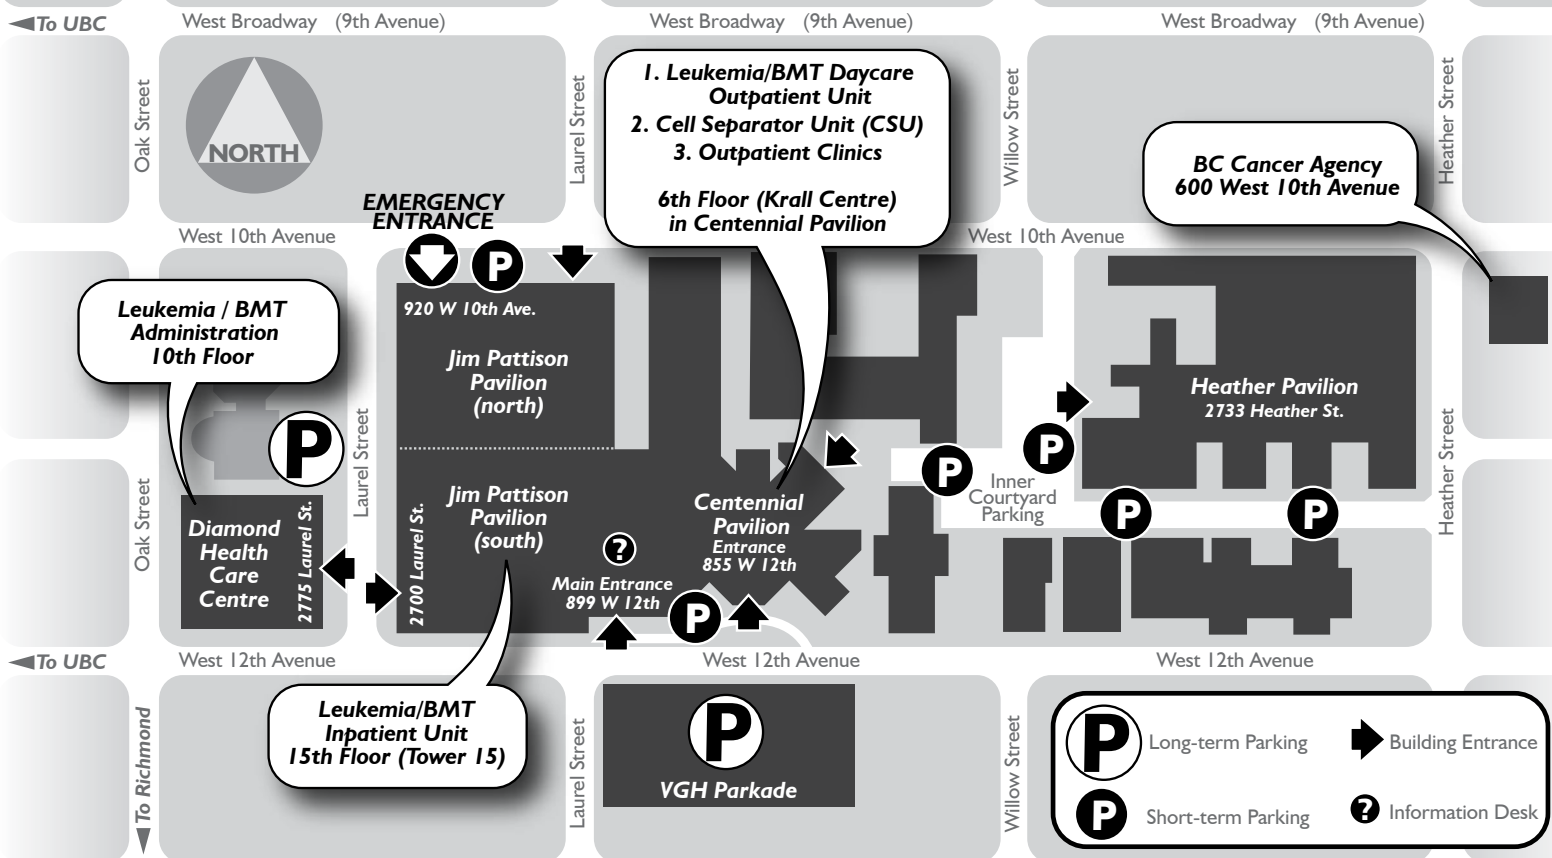 To UBC
West Broadway (9th Avenue)
West Broadway (9th Avenue)
West Broadway (9th Avenue)
Oak Street
NORTH
Laurel Street
1. Leukemia/BMT Daycare
Outpatient Unit
2. Cell Separator Unit (CSU)
3. Outpatient Clinics
6th Floor (Krall Centre)
in Centennial Pavilion
Willow Street
Heather Street
BC Cancer Agency
600 West 10th Avenue
EMERGENCY
ENTRANCE
West 10th Avenue
West 10th Avenue
P
920 W 10th Ave.
Jim Pattison
Pavilion
(north)
Leukemia / BMT
Administration
10th Floor
Heather Pavilion
2733 Heather St.
P
Laurel Street
P
P
Inner
Courtyard
Parking
P
P
Heather Street
Oak Street
Diamond
Health
Care
Centre
2775 Laurel St.
2700 Laurel St.
Jim Pattison
Pavilion
(south)
?
Main Entrance
899 W 12th
P
Centennial
Pavilion
Entrance
855 W 12th
To UBC
West 12th Avenue
West 12th Avenue
West 12th Avenue
To Richmond
Leukemia/BMT
Inpatient Unit
15th Floor (Tower 15)
Laurel Street
P
VGH Parkade
Willow Street
P
Long-term Parking
Building Entrance
P
Short-term Parking
?
Information Desk